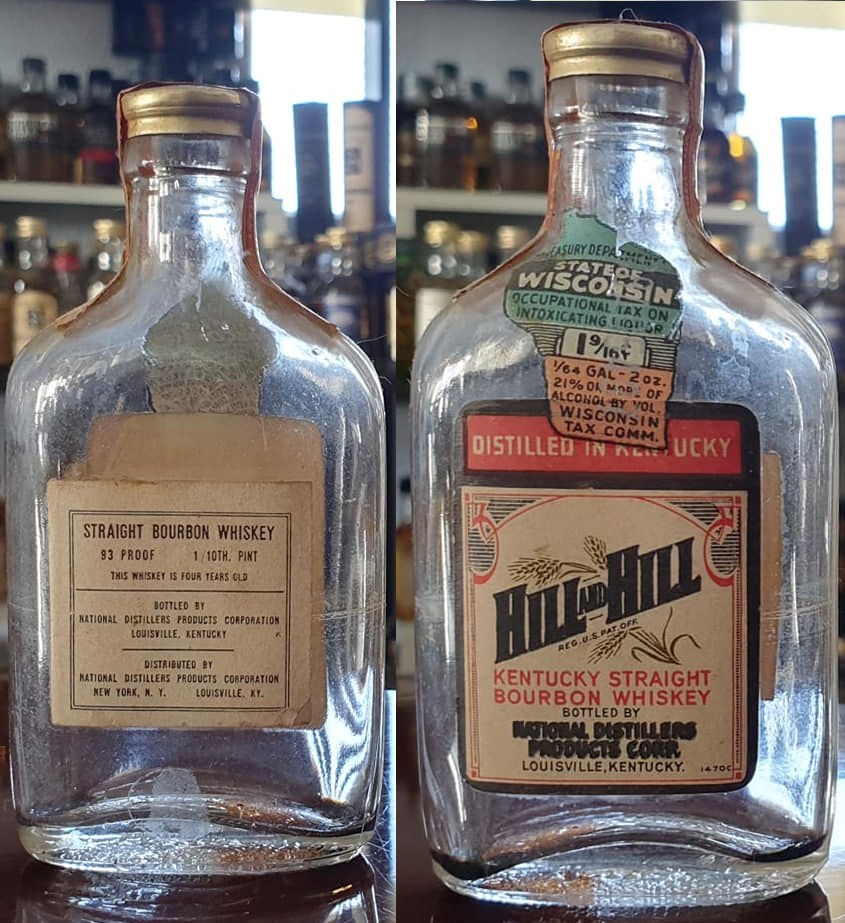 STRAIGHT BOURBON WHISKEY
93 PROOF 1/10TH. PINT
THIS WHISKEY IS FOUR YEARS OLD
BOTTLED BY
NATIONAL DISTILLERS PRODUCTS CORPORATION
LOUISVILLE, KENTUCKY
DISTRIBUTED BY
NATIONAL DISTILLERS PRODUCTS CORPORATION
NEW YORK, N. Y. LOUISVILLE, KY.
STATE OF
WISCONSIN
OCCUPATIONAL TAX ON
INTOXICATING LIQUOR
1 9/16¢
1/64 GAL-2 OZ.
21% OR MORE OF
ALCOHOL BY VOL.
WISCONSIN
TAX COMM.
DISTILLED IN KENTUCKY
HILL AND HILL
REG. U.S. PAT. OFF.
KENTUCKY STRAIGHT
BOURBON WHISKEY
BOTTLED BY
NATIONAL DISTILLERS
PRODUCTS CORP.
LOUISVILLE, KENTUCKY. 1470C